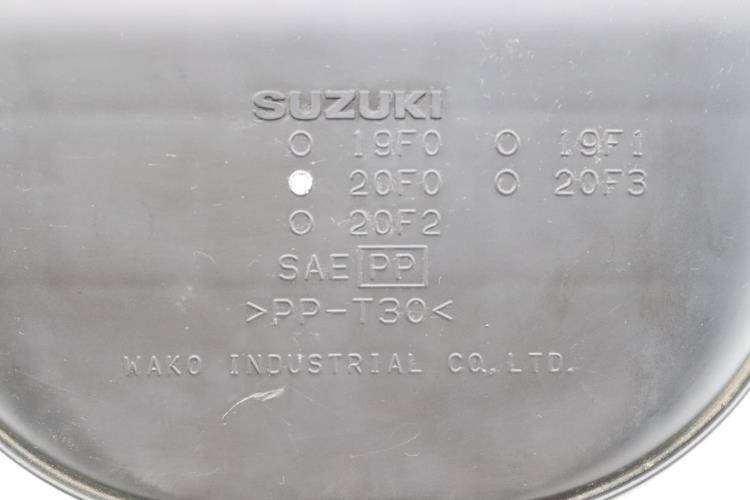 SUZUKI
19F0 19F1
20F0 20F3
20F2
SAE PP
>PP-T30<
WAKO INDUSTRIAL CO.,LTD.